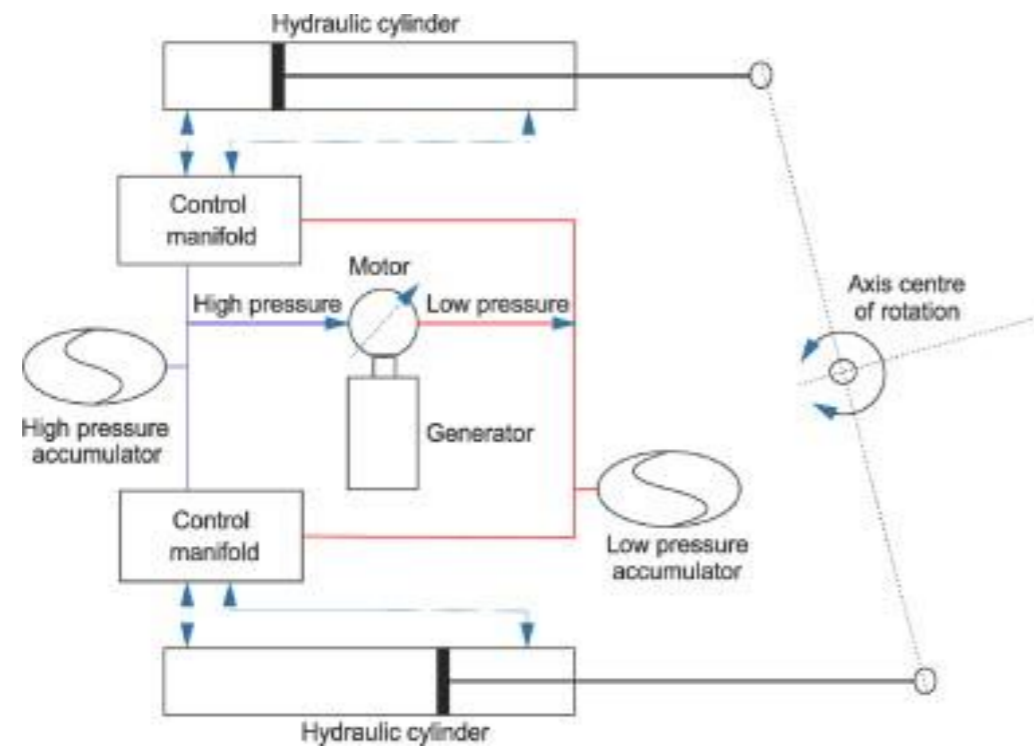 Hydraulic cylinder
Control
manifold
Motor
High pressure
Low pressure
Axis centre
of rotation
High pressure
accumulator
Generator
Control
manifold
Low pressure
accumulator
Hydraulic cylinder